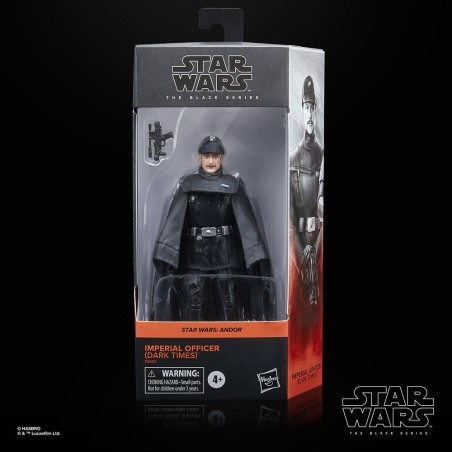 STAR
WARS
THE BLACK SERIES
STAR WARS: ANDOR
IMPERIAL OFFICER
(DARK TIMES)
WARNING:
CHOKING HAZARD-Small parts.
Not for children under 3 years.
4+
Hasbro
IMPERIAL OFFICER
(DARK TIMES)
STAR
WARS
THE BLACK SERIES
© HASBRO
© & ™ Lucasfilm Ltd.